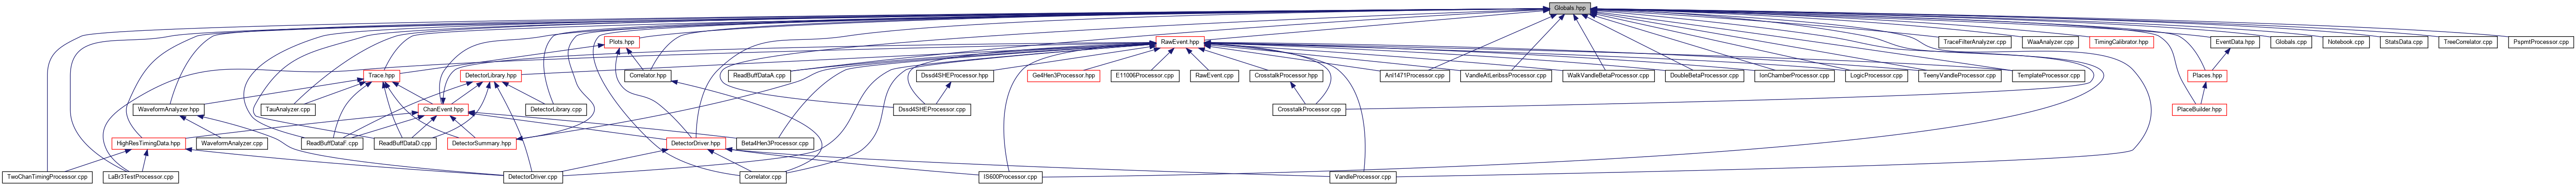 Globals.hpp
Plots.hpp
RawEvent.hpp
TraceFilterAnalyzer.cpp
WaaAnalyzer.cpp
TimingCalibrator.hpp
EventData.hpp
Globals.cpp
Notebook.cpp
StatsData.cpp
TreeCorrelator.cpp
PspmtProcessor.cpp
Trace.hpp
DetectorLibrary.hpp
Correlator.hpp
ReadBuffDataA.cpp
Dssd4SHEProcessor.hpp
Ge4Hen3Processor.hpp
E11006Processor.cpp
RawEvent.cpp
CrosstalkProcessor.hpp
Anl1471Processor.cpp
VandleAtLenbssProcessor.cpp
WalkVandleBetaProcessor.cpp
DoubleBetaProcessor.cpp
IonChamberProcessor.cpp
LogicProcessor.cpp
TeenyVandleProcessor.cpp
TemplateProcessor.cpp
Places.hpp
WaveformAnalyzer.hpp
TauAnalyzer.cpp
ChanEvent.hpp
DetectorLibrary.cpp
Dssd4SHEProcessor.cpp
CrosstalkProcessor.cpp
PlaceBuilder.hpp
HighResTimingData.hpp
WaveformAnalyzer.cpp
ReadBuffDataF.cpp
ReadBuffDataD.cpp
DetectorSummary.hpp
DetectorDriver.hpp
Beta4Hen3Processor.cpp
TwoChanTimingProcessor.cpp
LaBr3TestProcessor.cpp
DetectorDriver.cpp
Correlator.cpp
IS600Processor.cpp
VandleProcessor.cpp